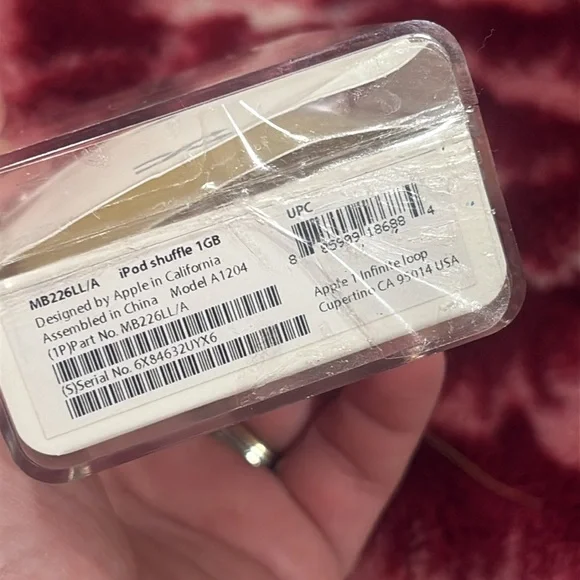 MB226LL/A iPod shuffle 1GB
Designed by Apple in California
Assembled in China Model A1204
(1P)Part No. MB226LL/A
(S)Serial No. 6X84632UYX6
UPC
8 85909 18698 4
Apple 1 Infinite loop
Cupertino CA 95014 USA